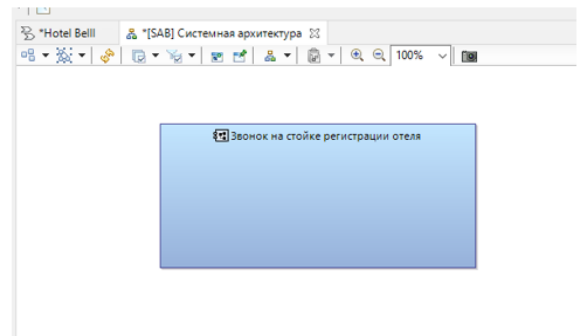 *Hotel Belll
*[SAB] Системная архитектура
100%
Звонок на стойке регистрации отеля